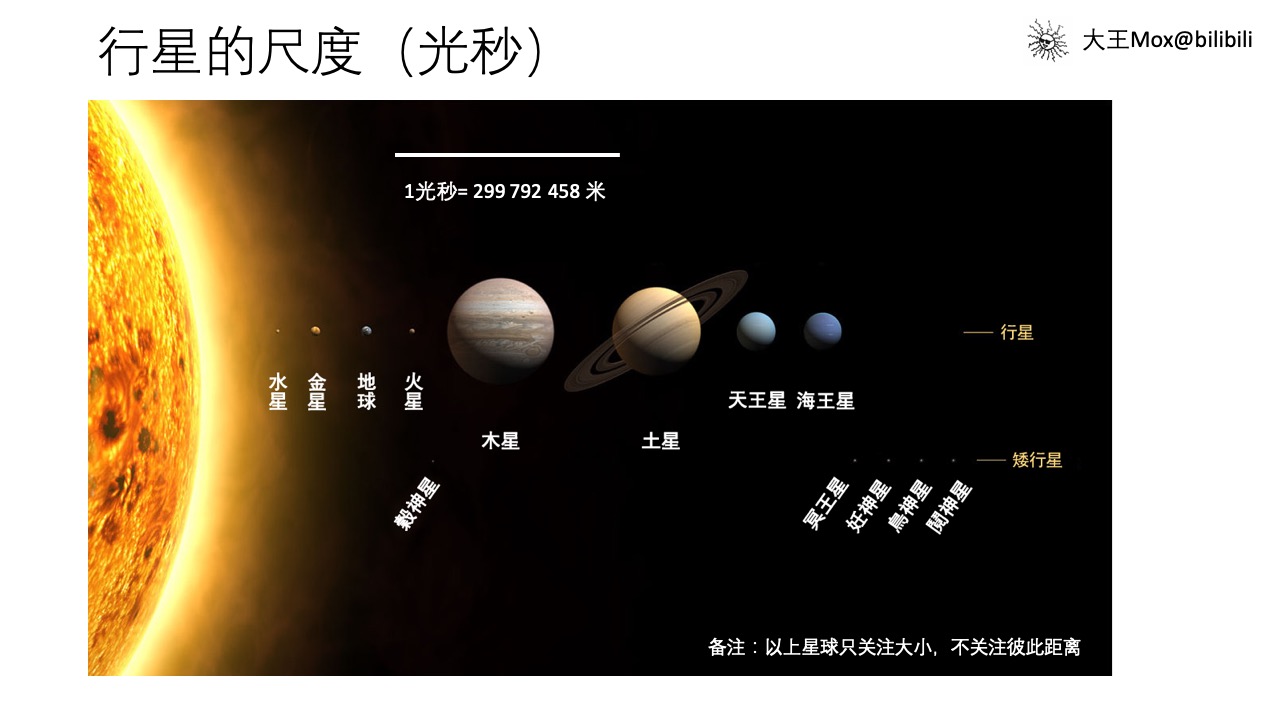 行星的尺度（光秒）
大王Mox@bilibili
1光秒= 299 792 458 米
行星
水星
金星
地球
火星
天王星
海王星
木星
土星
矮行星
穀神星
冥王星
妊神星
鳥神星
鬩神星
备注：以上星球只关注大小，不关注彼此距离